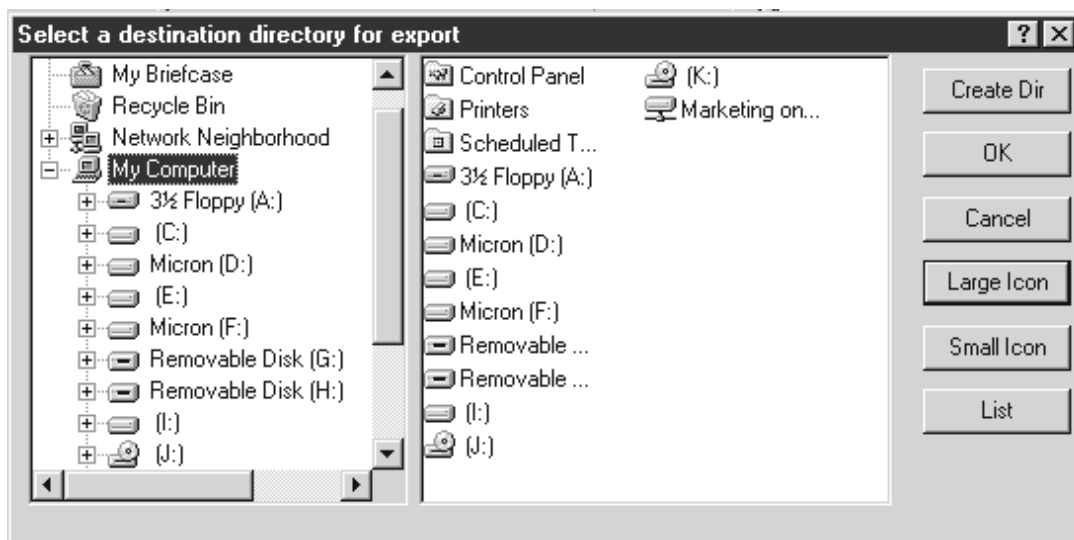 Select a destination directory for export
My Briefcase
Recycle Bin
Network Neighborhood
My Computer
3½ Floppy (A:)
(C:)
Micron (D:)
(E:)
Micron (F:)
Removable Disk (G:)
Removable Disk (H:)
(I:)
(J:)
Control Panel
Printers
Scheduled T...
3½ Floppy (A:)
(C:)
Micron (D:)
(E:)
Micron (F:)
Removable ...
Removable ...
(I:)
(J:)
(K:)
Marketing on...
Create Dir
OK
Cancel
Large Icon
Small Icon
List